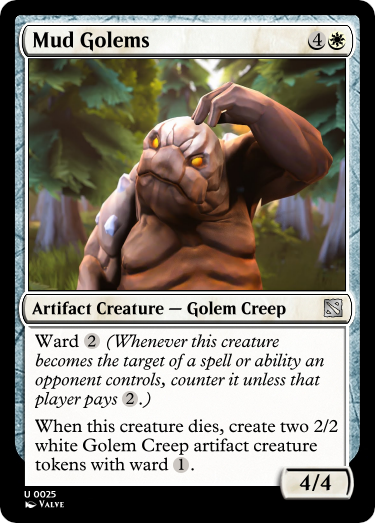 Mud Golems 4
Artifact Creature — Golem Creep
Ward 2 (Whenever this creature
becomes the target of a spell or ability an
opponent controls, counter it unless that
player pays 2.)
When this creature dies, create two 2/2
white Golem Creep artifact creature
tokens with ward 1.
4/4
U 0025
Valve